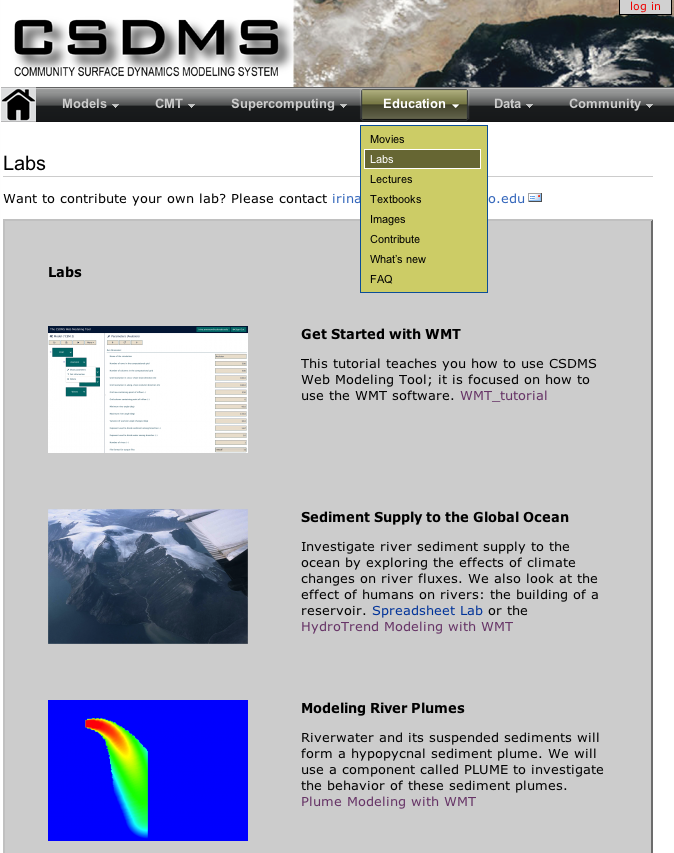 log in
CSDMS
COMMUNITY SURFACE DYNAMICS MODELING SYSTEM
Models CMT Supercomputing Education Data Community
Movies
Labs
Lectures
Textbooks
Images
Contribute
What's new
FAQ
Labs
Want to contribute your own lab? Please contact irina o.edu
Labs
Get Started with WMT
This tutorial teaches you how to use CSDMS
Web Modeling Tool; it is focused on how to
use the WMT software. WMT_tutorial
Sediment Supply to the Global Ocean
Investigate river sediment supply to the
ocean by exploring the effects of climate
changes on river fluxes. We also look at the
effect of humans on rivers: the building of a
reservoir. Spreadsheet Lab or the
HydroTrend Modeling with WMT
Modeling River Plumes
Riverwater and its suspended sediments will
form a hypopycnal sediment plume. We will
use a component called PLUME to investigate
the behavior of these sediment plumes.
Plume Modeling with WMT